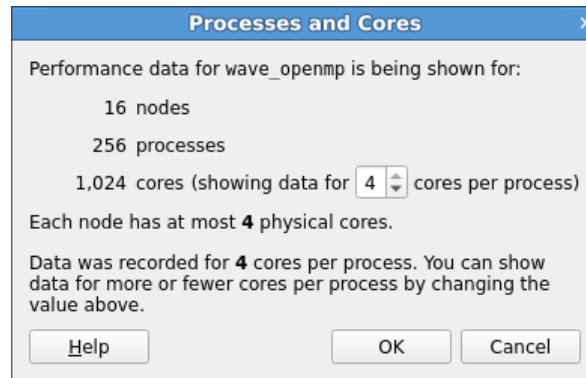 Processes and Cores
Performance data for wave_openmp is being shown for:
16 nodes
256 processes
1,024 cores (showing data for 4 cores per process)
Each node has at most 4 physical cores.
Data was recorded for 4 cores per process. You can show
data for more or fewer cores per process by changing the
value above.
Help OK Cancel